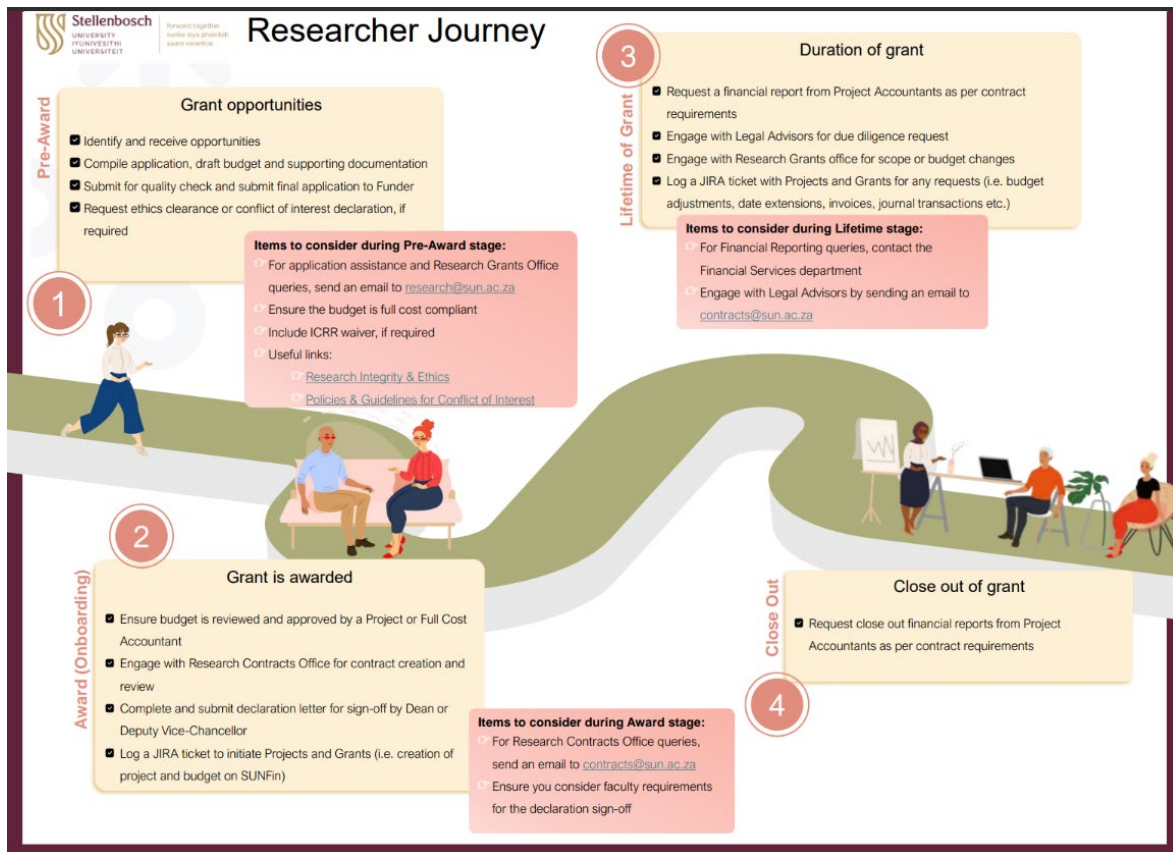 Stellenbosch
UNIVERSITY
IYUNIVESITHI
UNIVERSITEIT
forward together
sonke siya phambili
saam vorentoe
Researcher Journey
Pre-Award
1
Grant opportunities
Identify and receive opportunities
Compile application, draft budget and supporting documentation
Submit for quality check and submit final application to Funder
Request ethics clearance or conflict of interest declaration, if
required
Items to consider during Pre-Award stage:
For application assistance and Research Grants Office
queries, send an email to research@sun.ac.za
Ensure the budget is full cost compliant
Include ICRR waiver, if required
Useful links:
Research Integrity & Ethics
Policies & Guidelines for Conflict of Interest
2
Award (Onboarding)
Grant is awarded
Ensure budget is reviewed and approved by a Project or Full Cost
Accountant
Engage with Research Contracts Office for contract creation and
review
Complete and submit declaration letter for sign-off by Dean or
Deputy Vice-Chancellor
Log a JIRA ticket to initiate Projects and Grants (i.e. creation of
project and budget on SUNFin)
Items to consider during Award stage:
For Research Contracts Office queries,
send an email to contracts@sun.ac.za
Ensure you consider faculty requirements
for the declaration sign-off
3
Lifetime of Grant
Duration of grant
Request a financial report from Project Accountants as per contract
requirements
Engage with Legal Advisors for due diligence request
Engage with Research Grants office for scope or budget changes
Log a JIRA ticket with Projects and Grants for any requests (i.e. budget
adjustments, date extensions, invoices, journal transactions etc.)
Items to consider during Lifetime stage:
For Financial Reporting queries, contact the
Financial Services department
Engage with Legal Advisors by sending an email to
contracts@sun.ac.za
Close Out
4
Close out of grant
Request close out financial reports from Project
Accountants as per contract requirements